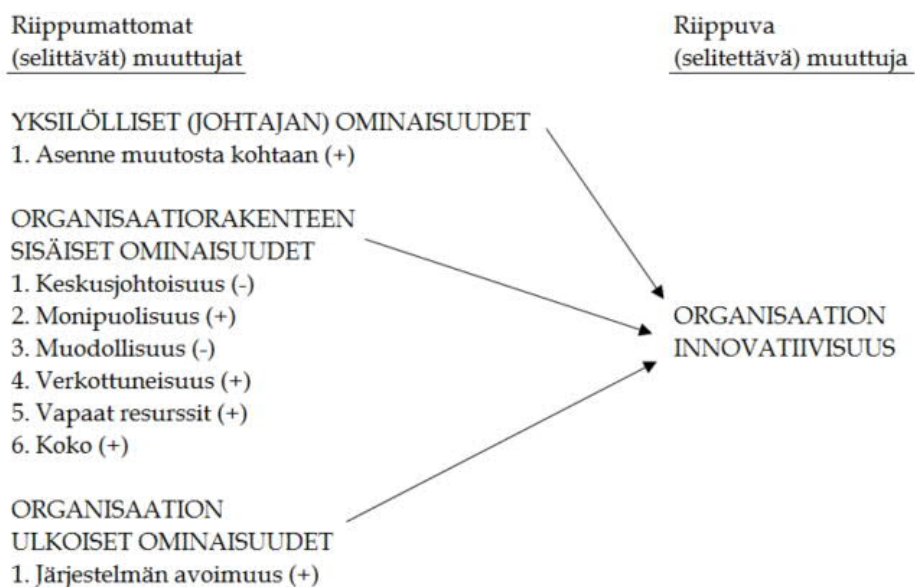 Riippumattomat
(selittävät) muuttujat
Riippuva
(selitettävä) muuttuja
YKSILÖLLISET (JOHTAJAN) OMINAISUUDET
1. Asenne muutosta kohtaan (+)
ORGANISAATIORAKENTEEN
SISÄISET OMINAISUUDET
1. Keskusjohtoisuus (-)
2. Monipuolisuus (+)
3. Muodollisuus (-)
4. Verkottuneisuus (+)
5. Vapaat resurssit (+)
6. Koko (+)
ORGANISAATION
ULKOISET OMINAISUUDET
1. Järjestelmän avoimuus (+)
ORGANISAATION
INNOVATIIVISUUS